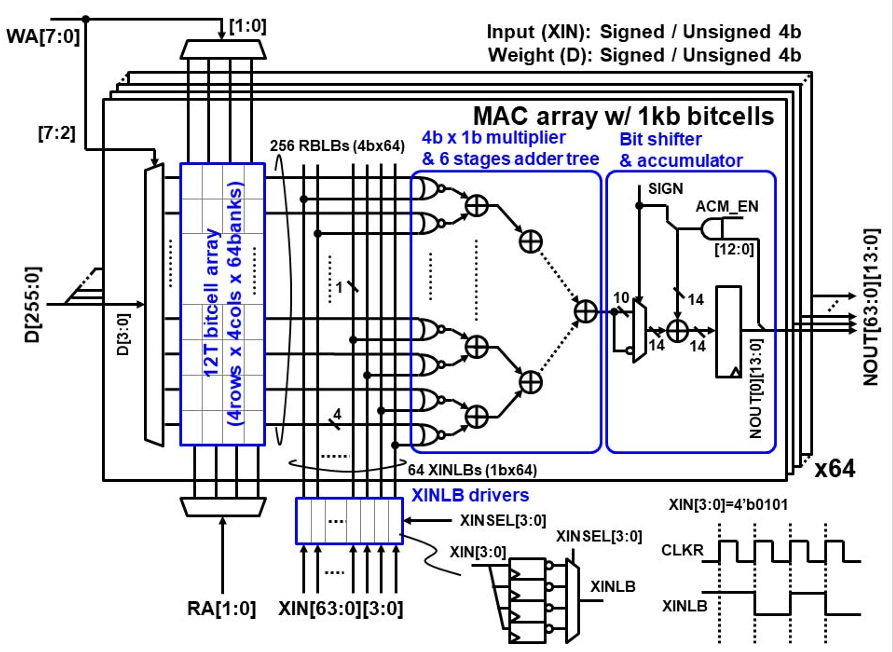 WA[7:0]
[1:0]
Input (XIN): Signed / Unsigned 4b
Weight (D): Signed / Unsigned 4b
MAC array w/ 1kb bitcells
[7:2]
256 RBLBs (4bx64)
4b x 1b multiplier
& 6 stages adder tree
Bit shifter
& accumulator
SIGN
ACM_EN
[12:0]
12T bitcell array
(4rows x 4cols x 64banks)
D[255:0]
D[3:0]
1
10
14
14
14
4
NOUT[0][13:0]
NOUT[63:0][13:0]
64 XINLBs (1bx64)
x64
XINLB drivers
XINSEL[3:0]
RA[1:0]
XIN[63:0][3:0]
XIN[3:0]
XINSEL[3:0]
XINLB
XIN[3:0]=4'b0101
CLKR
XINLB